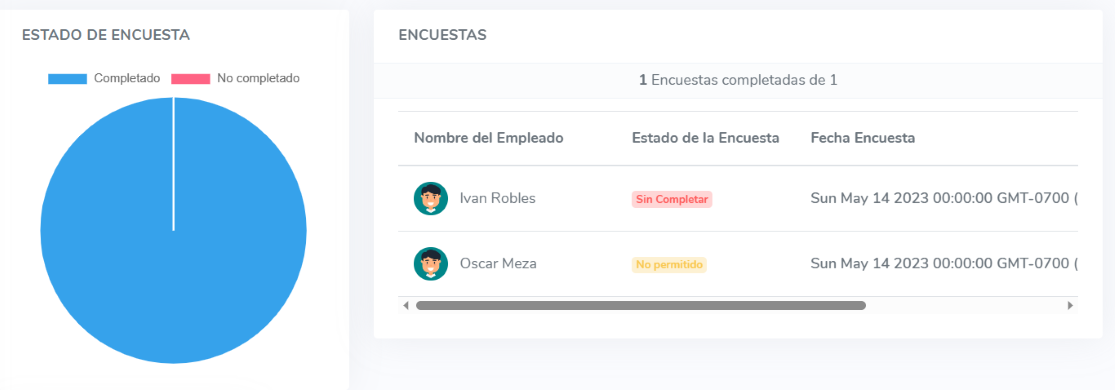 ESTADO DE ENCUESTA
Completado No completado
ENCUESTAS
1 Encuestas completadas de 1
Nombre del Empleado Estado de la Encuesta Fecha Encuesta
Ivan Robles Sin Completar Sun May 14 2023 00:00:00 GMT-0700 (
Oscar Meza No permitido Sun May 14 2023 00:00:00 GMT-0700 (